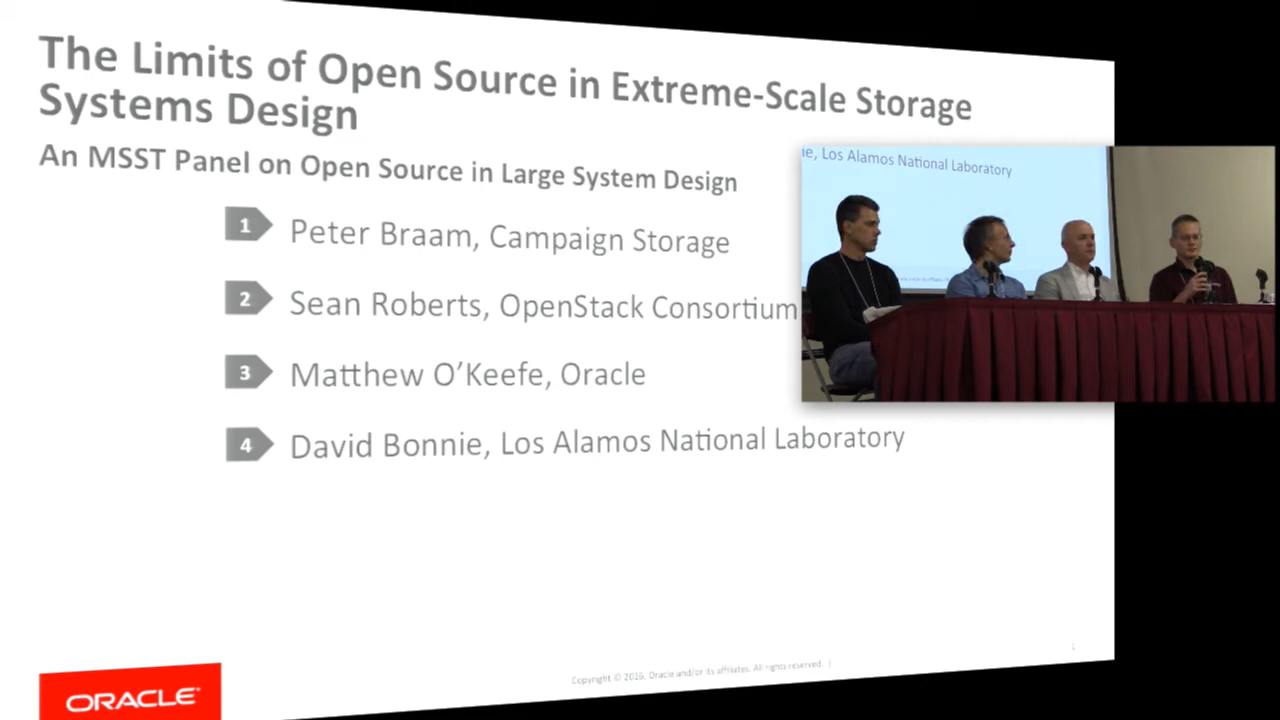 The Limits of Open Source in Extreme-Scale Storage
Systems Design
An MSST Panel on Open Source in Large System Design
1 Peter Braam, Campaign Storage
2 Sean Roberts, OpenStack Consortium
3 Matthew O'Keefe, Oracle
4 David Bonnie, Los Alamos National Laboratory
ie, Los Alamos National Laboratory
ORACLE
Copyright © 2016, Oracle and/or its affiliates. All rights reserved. |
1